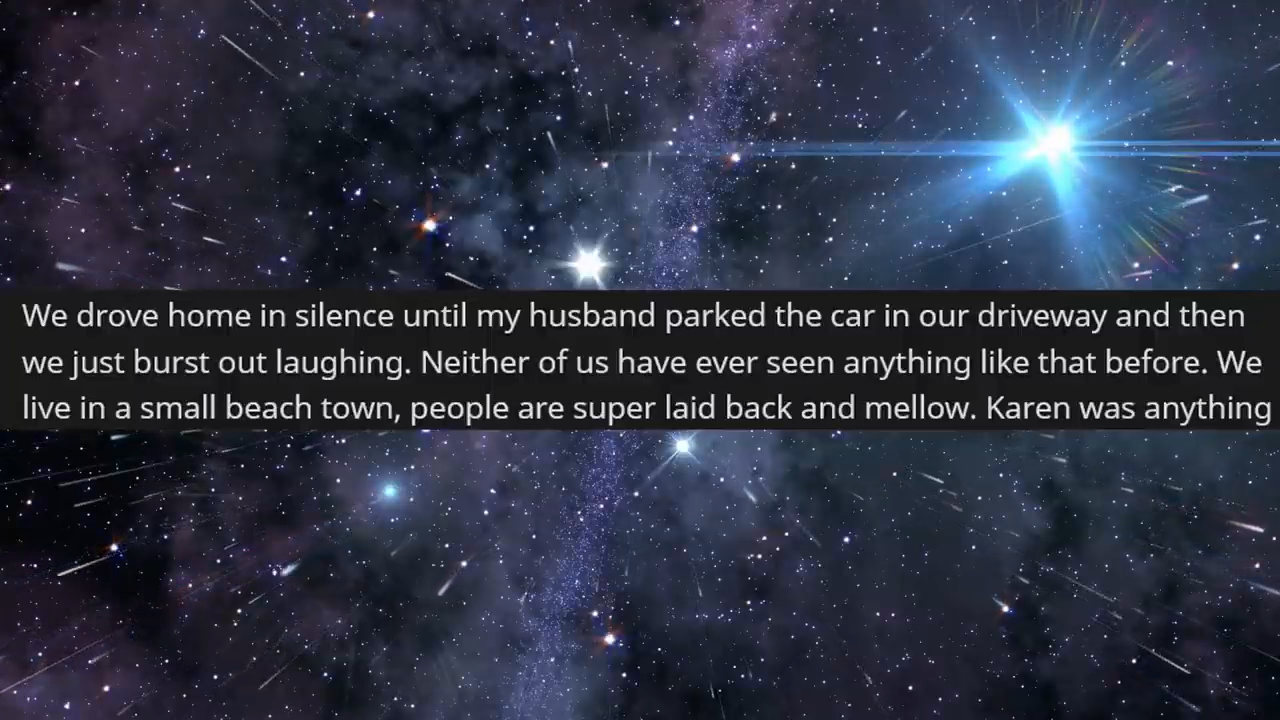 We drove home in silence until my husband parked the car in our driveway and then
we just burst out laughing. Neither of us have ever seen anything like that before. We
live in a small beach town, people are super laid back and mellow. Karen was anything